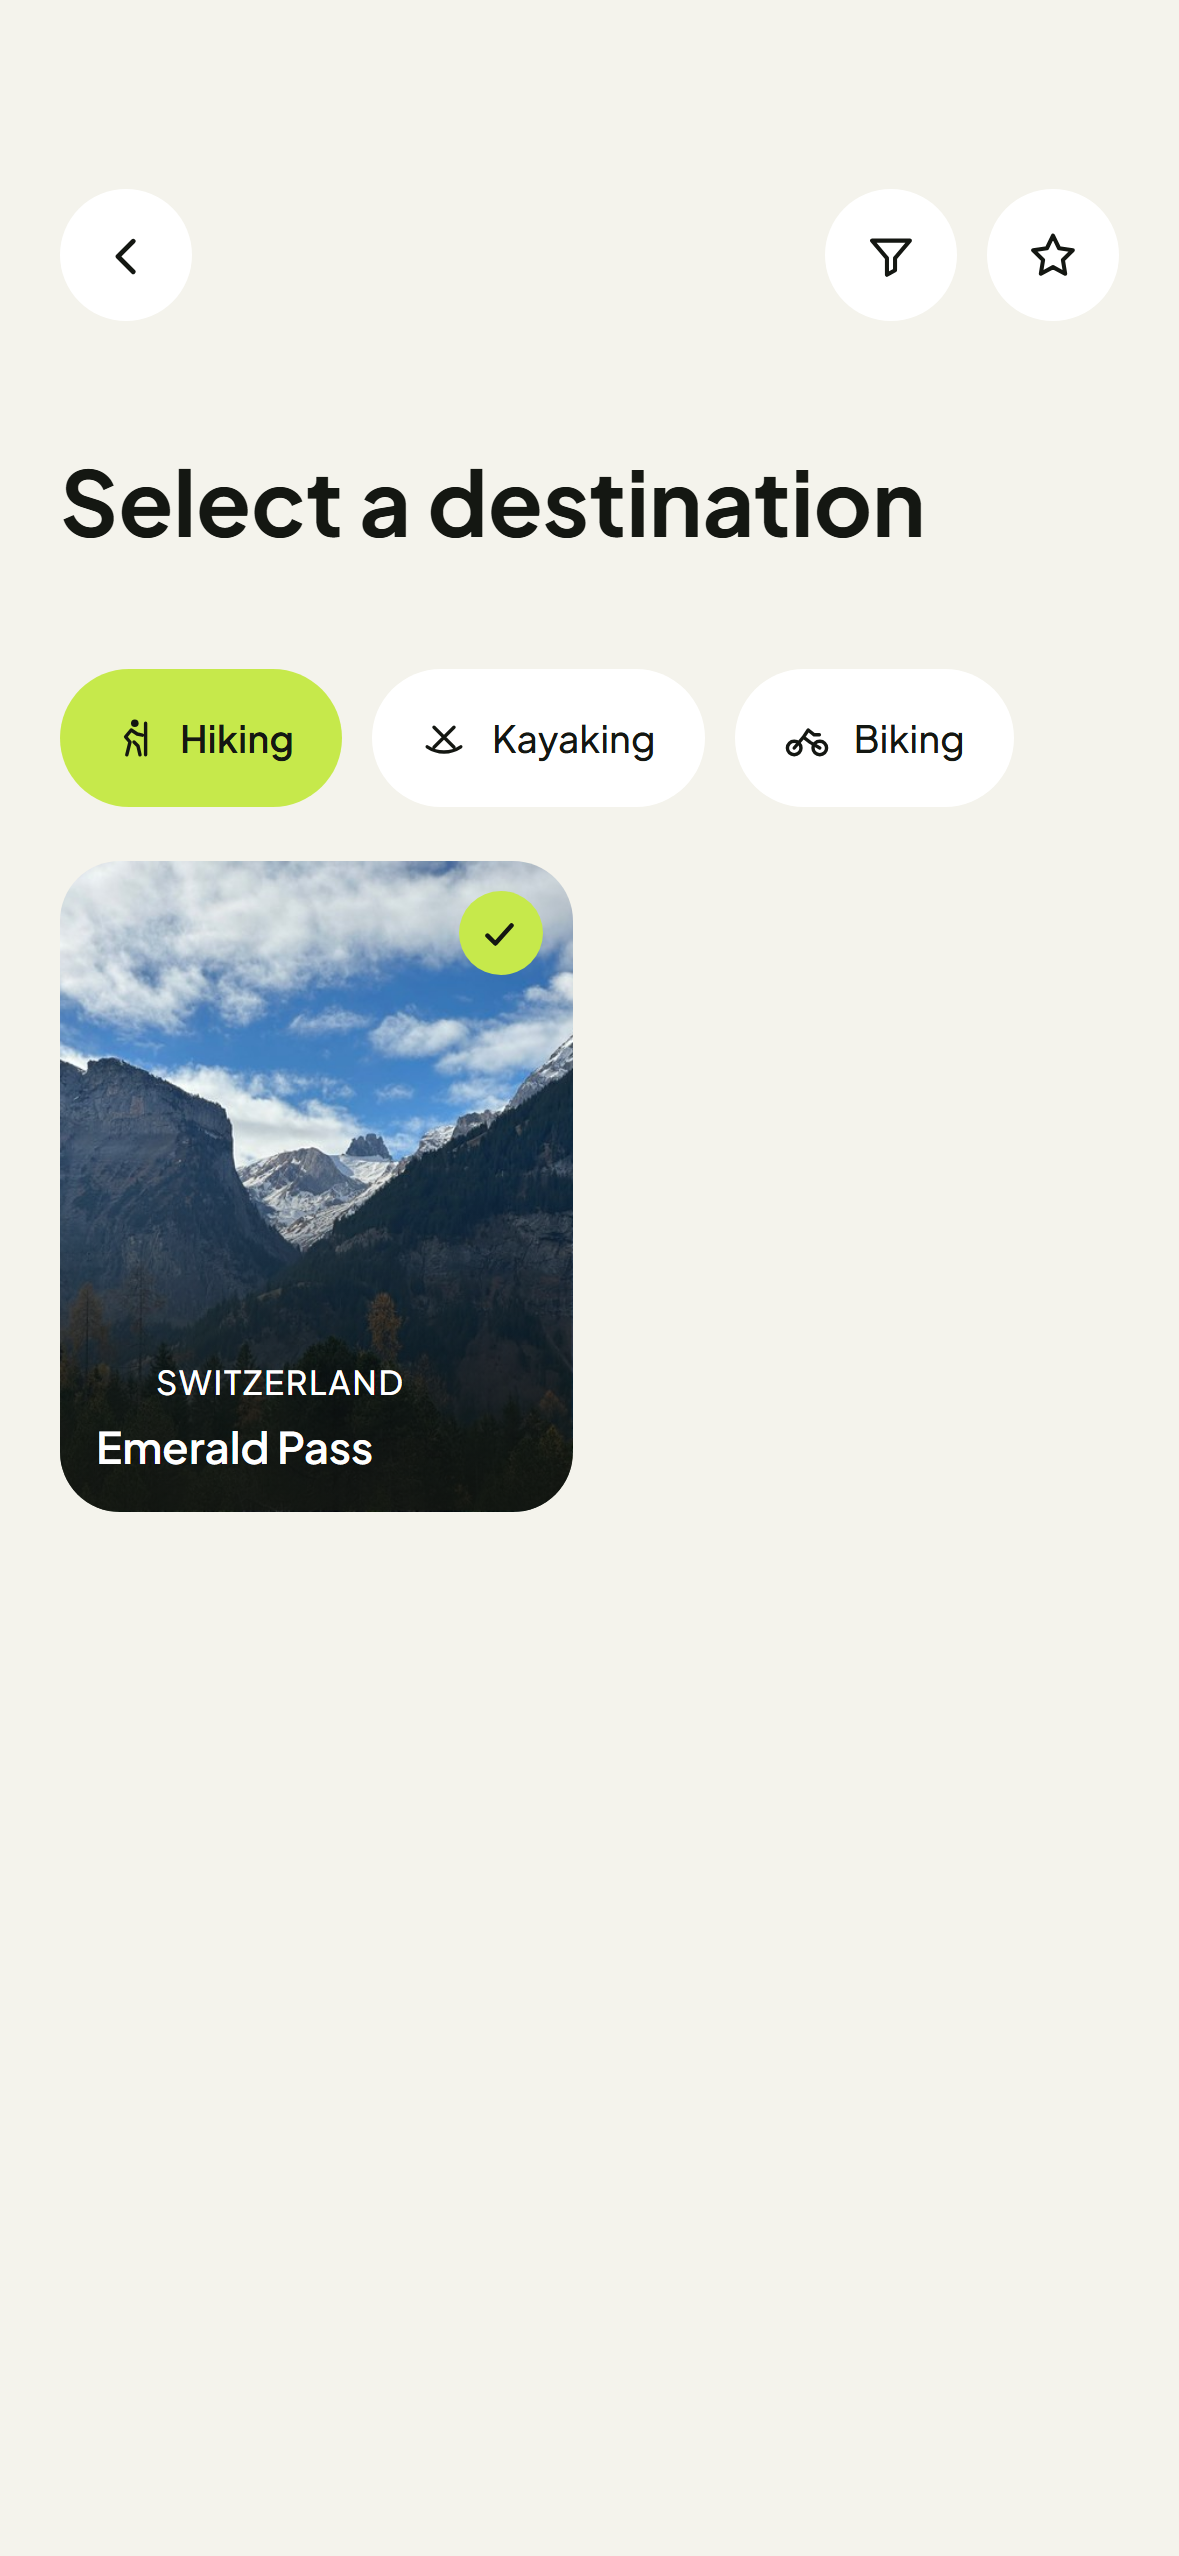 Select a destination
Hiking
Kayaking
Biking
SWITZERLAND
Emerald Pass